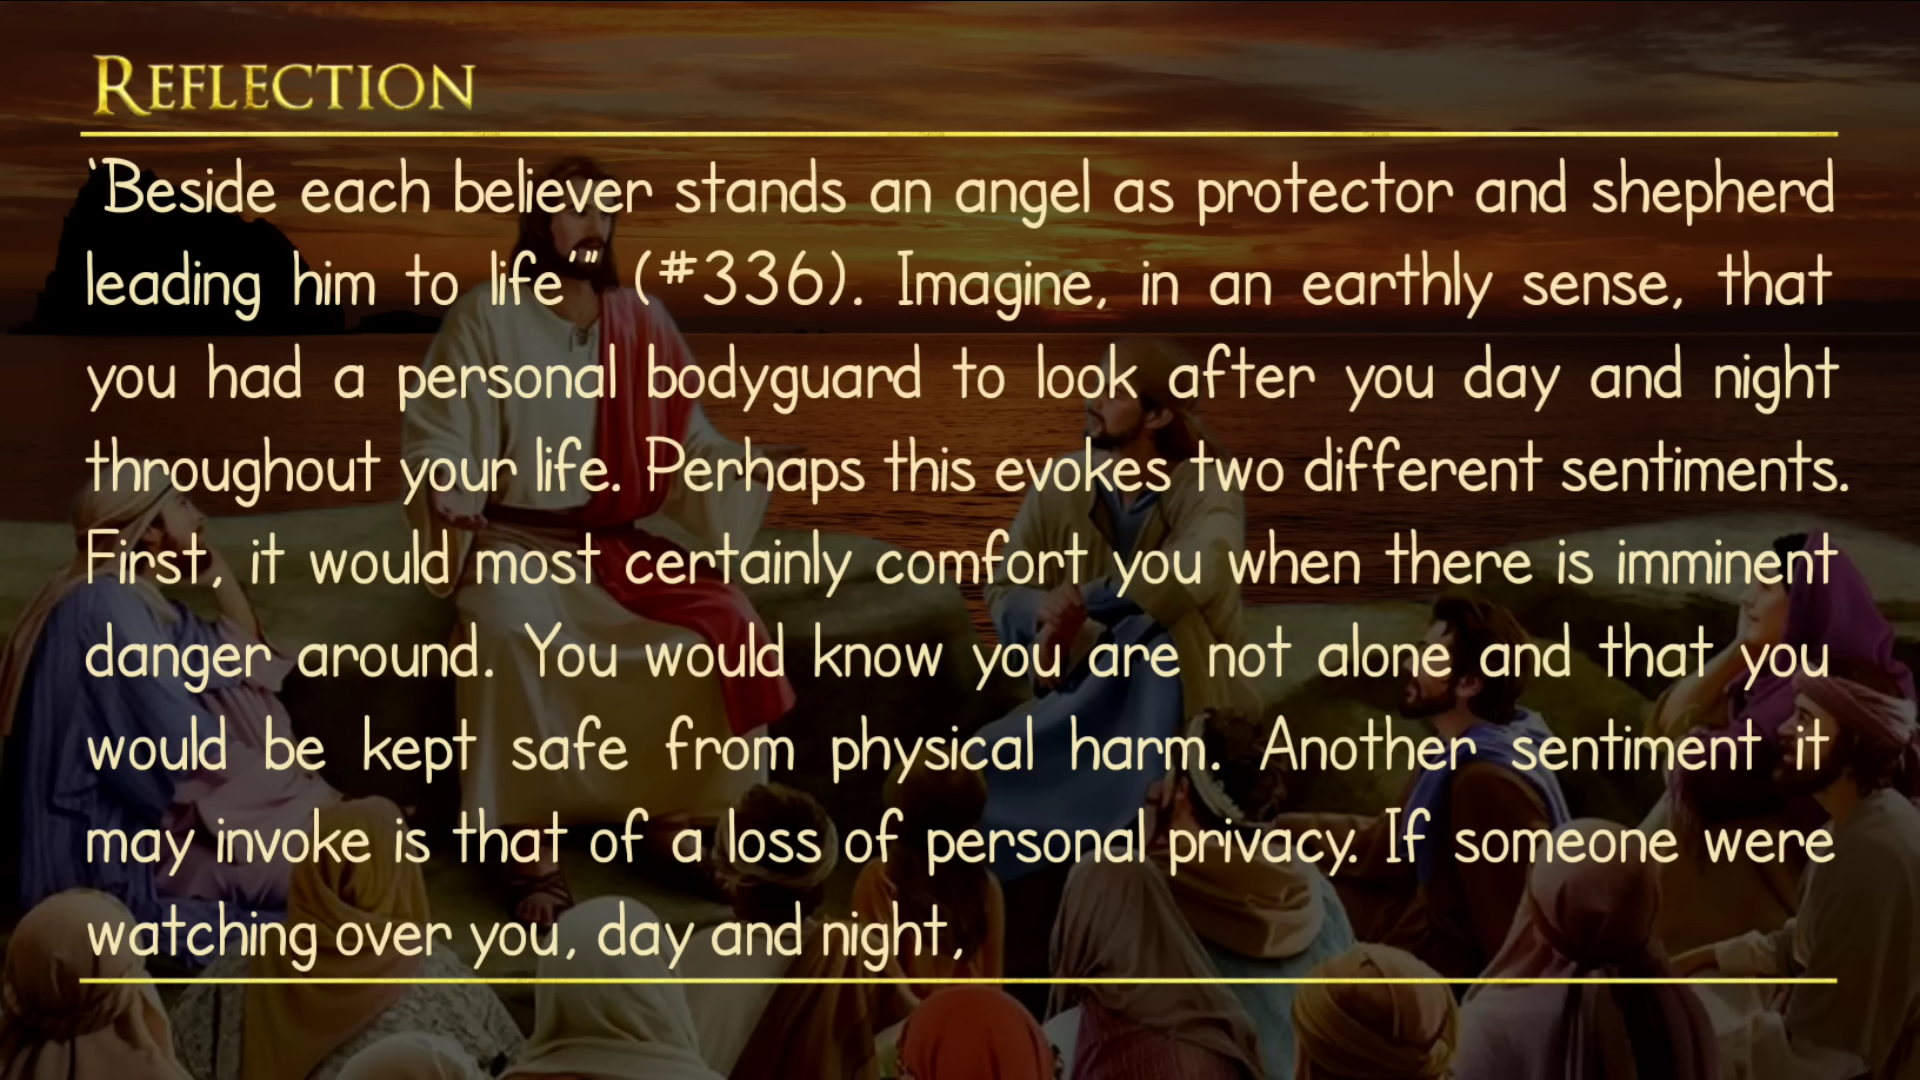 REFLECTION
‘Beside each believer stands an angel as protector and shepherd
leading him to life’” (#336). Imagine, in an earthly sense, that
you had a personal bodyguard to look after you day and night
throughout your life. Perhaps this evokes two different sentiments.
First, it would most certainly comfort you when there is imminent
danger around. You would know you are not alone and that you
would be kept safe from physical harm. Another sentiment it
may invoke is that of a loss of personal privacy. If someone were
watching over you, day and night,